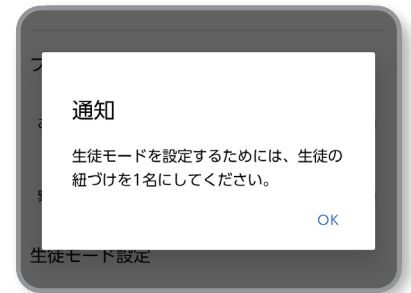 通知
生徒モードを設定するためには、生徒の
紐づけを1名にしてください。
OK
生徒モード設定